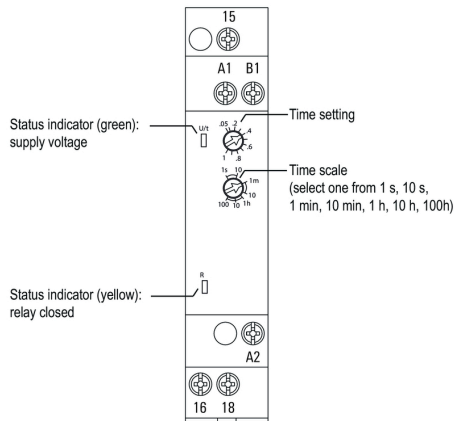 15
A1 B1
Status indicator (green):
supply voltage
U/t
.05 .2 .4 .6 .8 1
Time setting
1s 10 1m 10 1h 10 100
Time scale
(select one from 1 s, 10 s,
1 min, 10 min, 1 h, 10 h, 100h)
R
Status indicator (yellow):
relay closed
A2
16 18